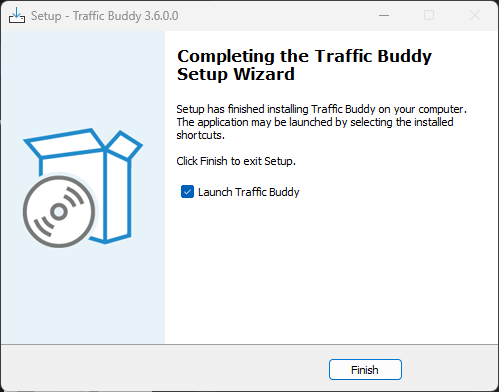 Setup - Traffic Buddy 3.6.0.0
Completing the Traffic Buddy
Setup Wizard
Setup has finished installing Traffic Buddy on your computer.
The application may be launched by selecting the installed
shortcuts.
Click Finish to exit Setup.
Launch Traffic Buddy
Finish